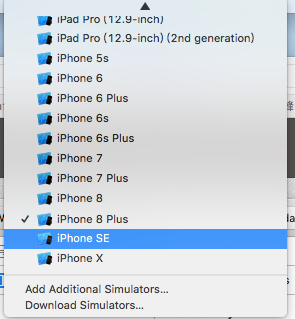 iPad Pro (12.9-inch)
iPad Pro (12.9-inch) (2nd generation)
iPhone 5s
iPhone 6
iPhone 6 Plus
iPhone 6s
iPhone 6s Plus
iPhone 7
iPhone 7 Plus
iPhone 8
iPhone 8 Plus
iPhone SE
iPhone X
Add Additional Simulators...
Download Simulators...